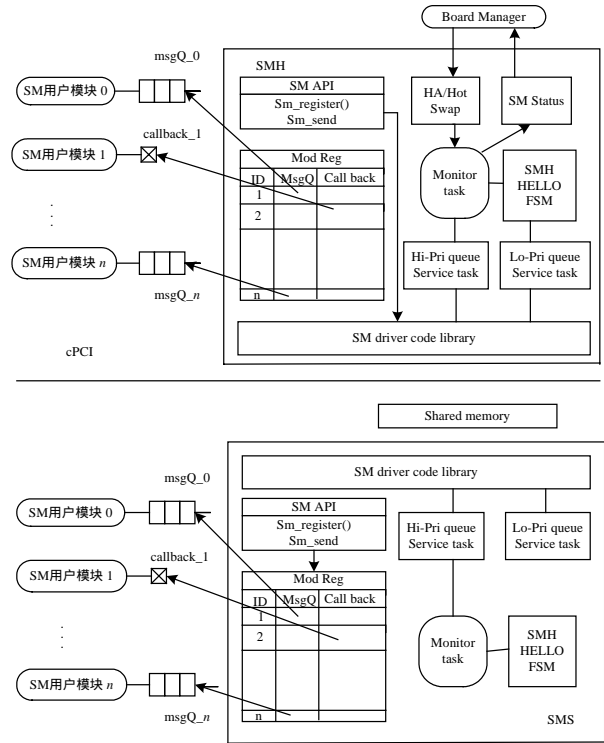 Board Manager
msgQ_0
SMH
SM用户模块 0
SM API
Sm_register()
Sm_send
HA/Hot
Swap
SM Status
callback_1
SM用户模块 1
Mod Reg
ID
MsgQ
Call back
1
2
Monitor
task
SMH
HELLO
FSM
.
.
.
Hi-Pri queue
Service task
Lo-Pri queue
Service task
SM用户模块 n
msgQ_n
n
SM driver code library
cPCI
Shared memory
msgQ_0
SM driver code library
SM用户模块 0
SM API
Sm_register()
Sm_send
Hi-Pri queue
Service task
Lo-Pri queue
Service task
callback_1
SM用户模块 1
Mod Reg
ID
MsgQ
Call back
1
2
.
.
.
Monitor
task
SMH
HELLO
FSM
SM用户模块 n
msgQ_n
n
SMS